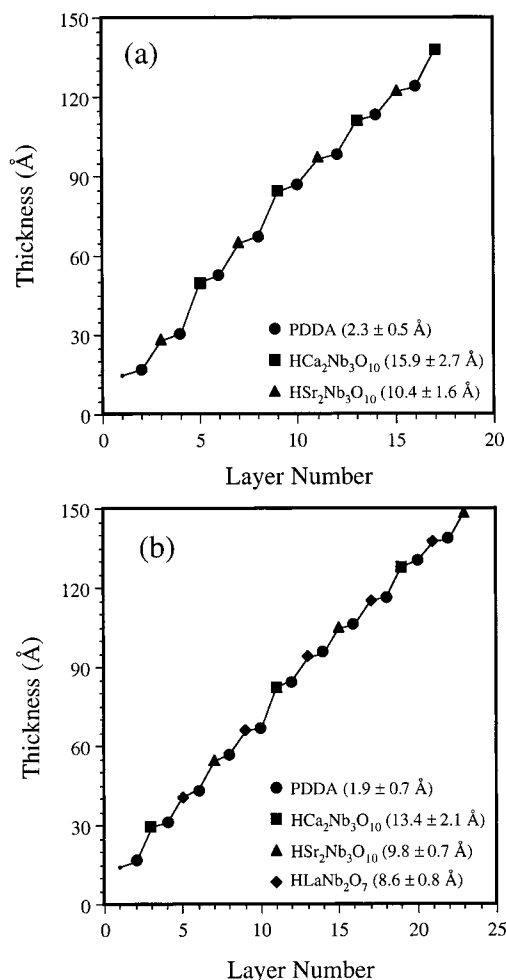 150
(a)
120
90
60
30
0
Thickness (Å)
PDDA (2.3 ± 0.5 Å)
HCa₂Nb₃O₁₀ (15.9 ± 2.7 Å)
HSr₂Nb₃O₁₀ (10.4 ± 1.6 Å)
0 5 10 15 20
Layer Number
150
(b)
120
90
60
30
0
Thickness (Å)
PDDA (1.9 ± 0.7 Å)
HCa₂Nb₃O₁₀ (13.4 ± 2.1 Å)
HSr₂Nb₃O₁₀ (9.8 ± 0.7 Å)
HLaNb₂O₇ (8.6 ± 0.8 Å)
0 5 10 15 20 25
Layer Number